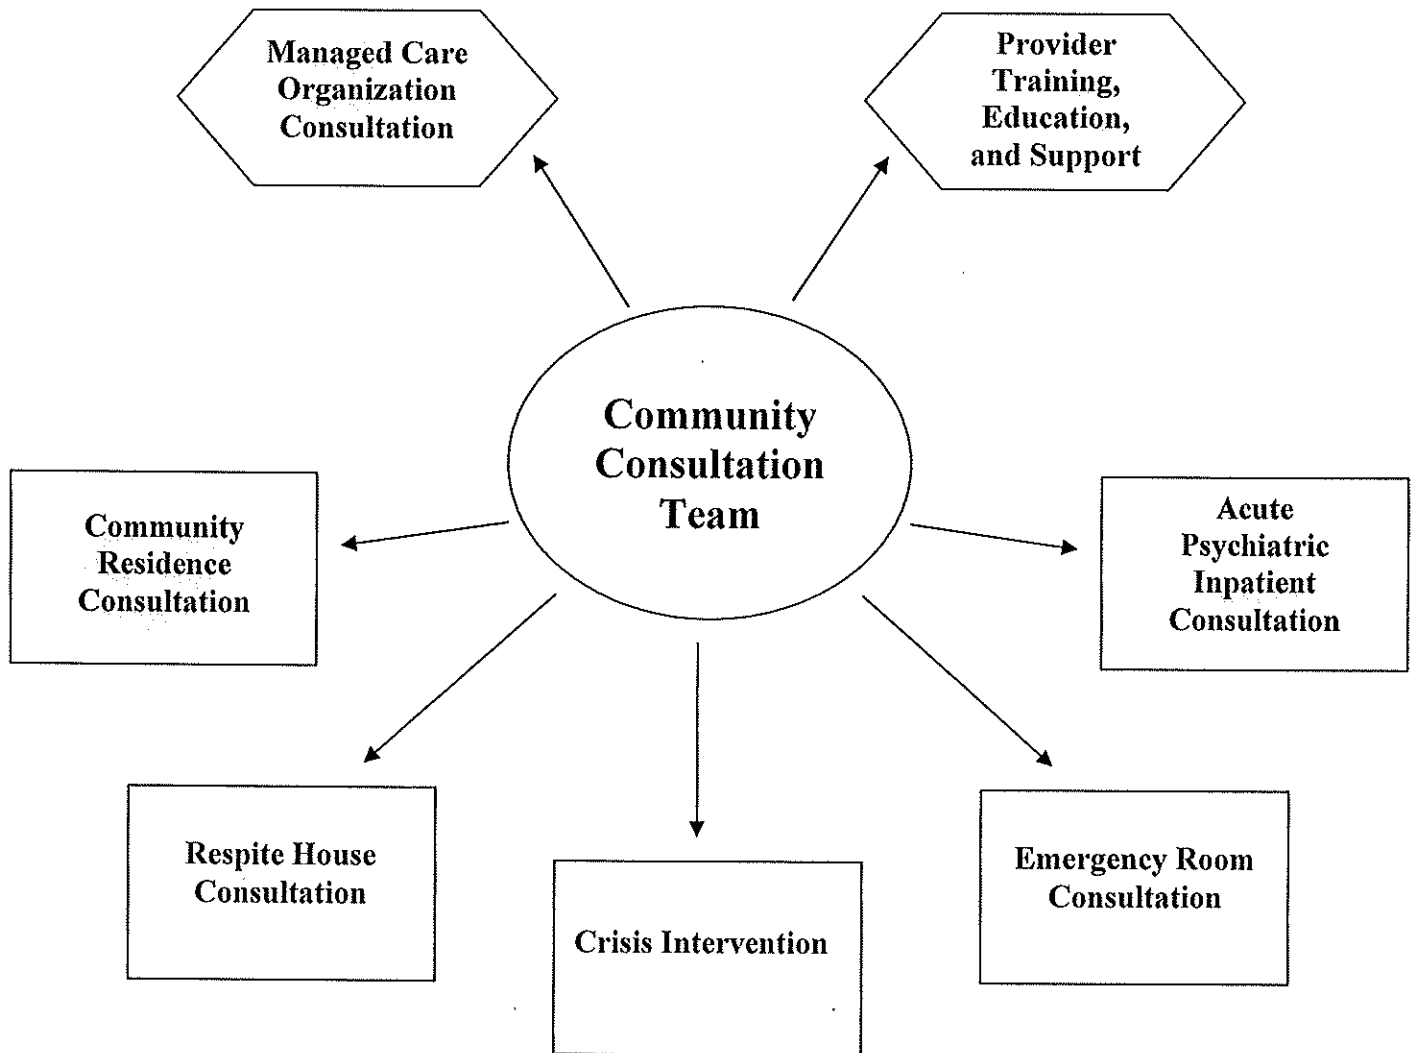 Managed Care
Organization
Consultation
Provider
Training,
Education,
and Support
Community
Consultation
Team
Community
Residence
Consultation
Acute
Psychiatric
Inpatient
Consultation
Respite House
Consultation
Crisis Intervention
Emergency Room
Consultation